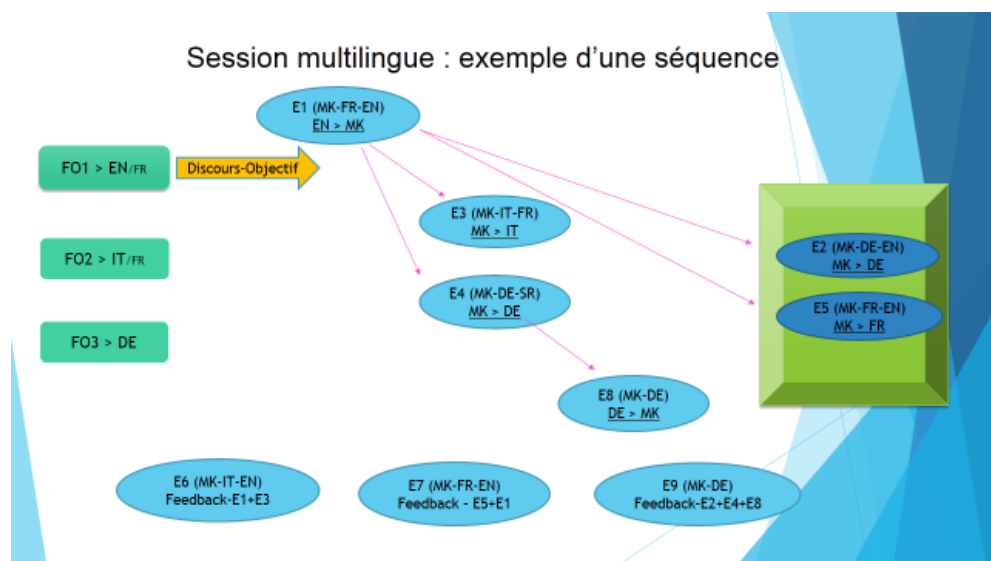 Session multilingue : exemple d'une séquence
E1 (MK-FR-EN)
EN > MK
FO1 > EN/FR
Discours-Objectif
E3 (MK-IT-FR)
MK > IT
FO2 > IT/FR
E2 (MK-DE-EN)
MK > DE
E4 (MK-DE-SR)
MK > DE
E5 (MK-FR-EN)
MK > FR
FO3 > DE
E8 (MK-DE)
DE > MK
E6 (MK-IT-EN)
Feedback-E1+E3
E7 (MK-FR-EN)
Feedback - E5+E1
E9 (MK-DE)
Feedback-E2+E4+E8